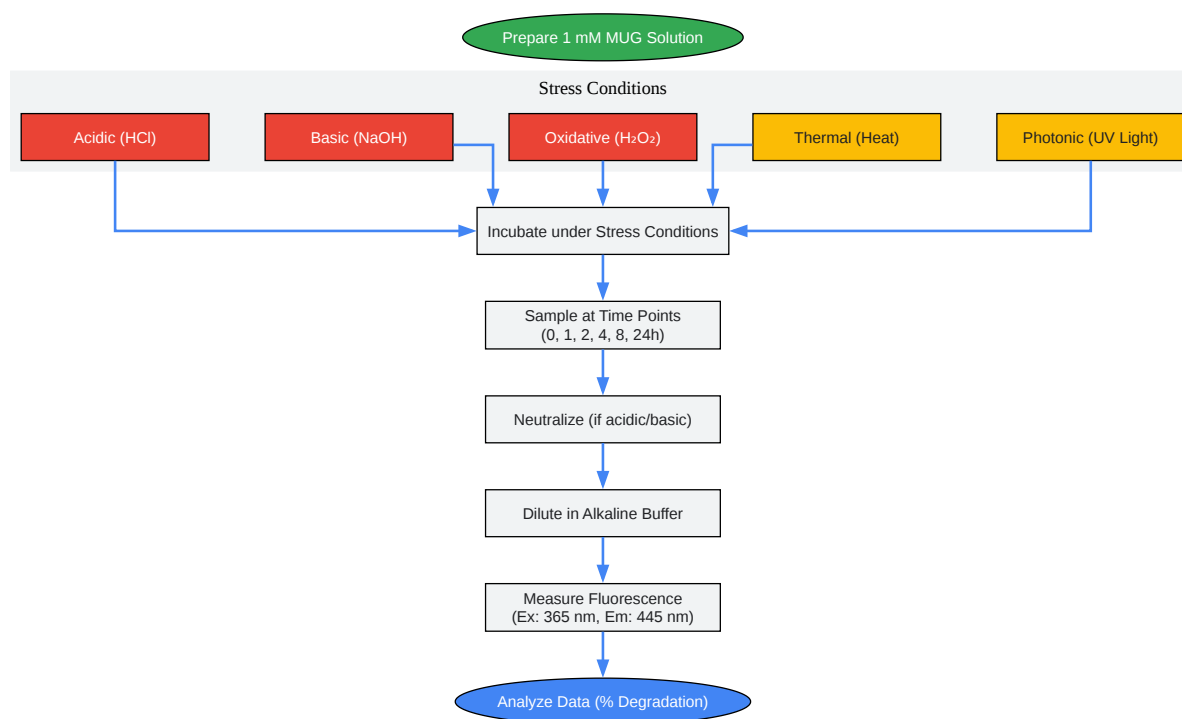 Prepare 1 mM MUG Solution
Stress Conditions
Acidic (HCl)
Basic (NaOH)
Oxidative (H₂O₂)
Thermal (Heat)
Photonic (UV Light)
Incubate under Stress Conditions
Sample at Time Points
(0, 1, 2, 4, 8, 24h)
Neutralize (if acidic/basic)
Dilute in Alkaline Buffer
Measure Fluorescence
(Ex: 365 nm, Em: 445 nm)
Analyze Data (% Degradation)